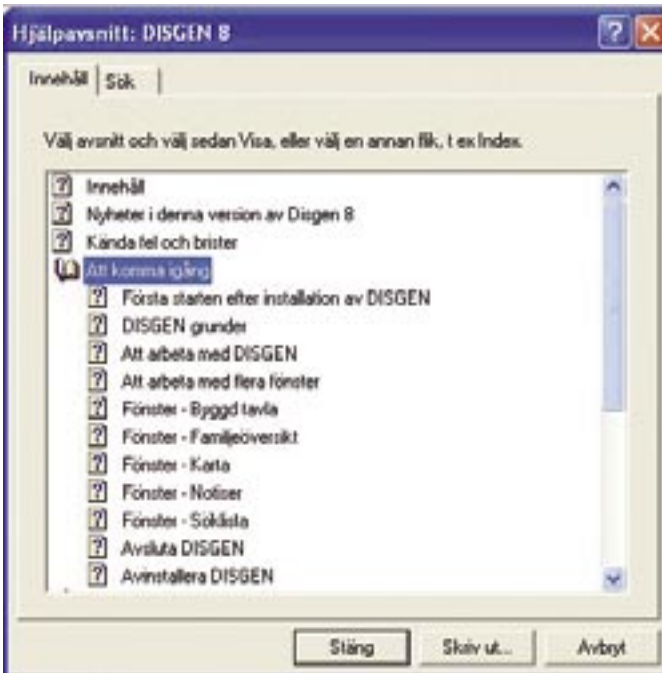 Hjälpavsnitt: DISGEN 8
Innehåll Sök
Välj avsnitt och välj sedan Visa, eller välj en annan flik, t ex Index.
Innehåll
Nyheter i denna version av Disgen 8
Kända fel och brister
Att komma igång
Första starten efter installation av DISGEN
DISGEN grunder
Att arbeta med DISGEN
Att arbeta med flera fönster
Fönster - Byggd tavla
Fönster - Familjeöversikt
Fönster - Karta
Fönster - Notiser
Fönster - Söklista
Avsluta DISGEN
Avinstallera DISGEN
Stäng Skriv ut... Avbryt